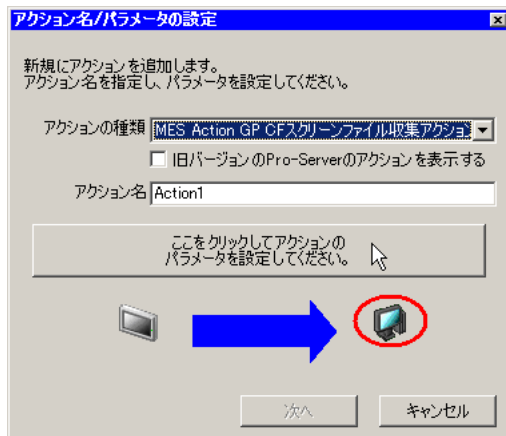 アクション名/パラメータの設定
新規にアクションを追加します。
アクション名を指定し、パラメータを設定してください。
アクションの種類 MES Action GP CFスクリーンファイル収集アクション
旧バージョンのPro-Serverのアクションを表示する
アクション名 Action1
ここをクリックしてアクションの
パラメータを設定してください。
次へ キャンセル